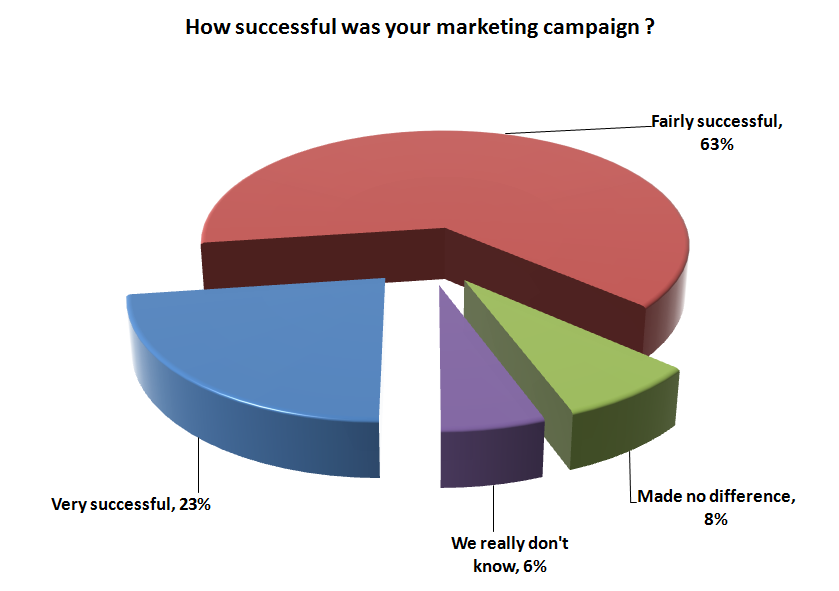 How successful was your marketing campaign ?
Fairly successful,
63%
Very successful, 23%
Made no difference,
8%
We really don't
know, 6%